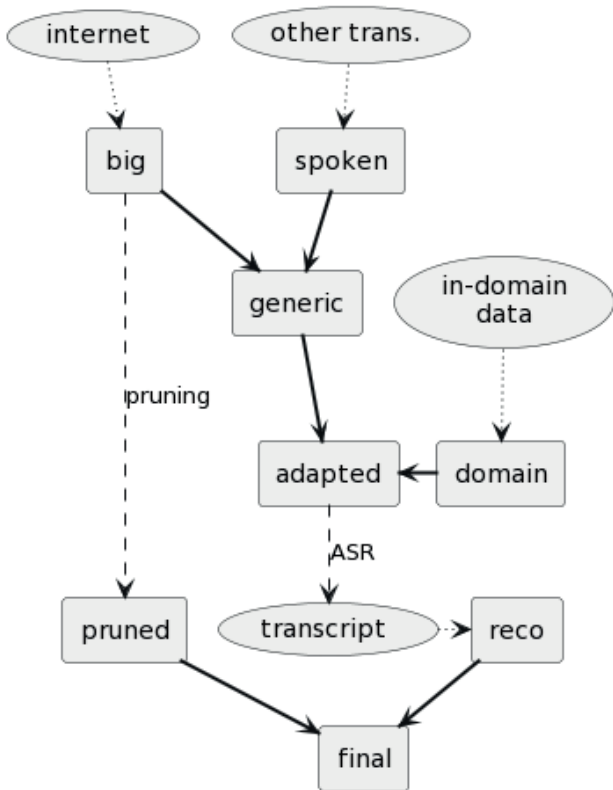 internet
other trans.
big
spoken
generic
in-domain
data
pruning
adapted
domain
ASR
pruned
transcript
reco
final